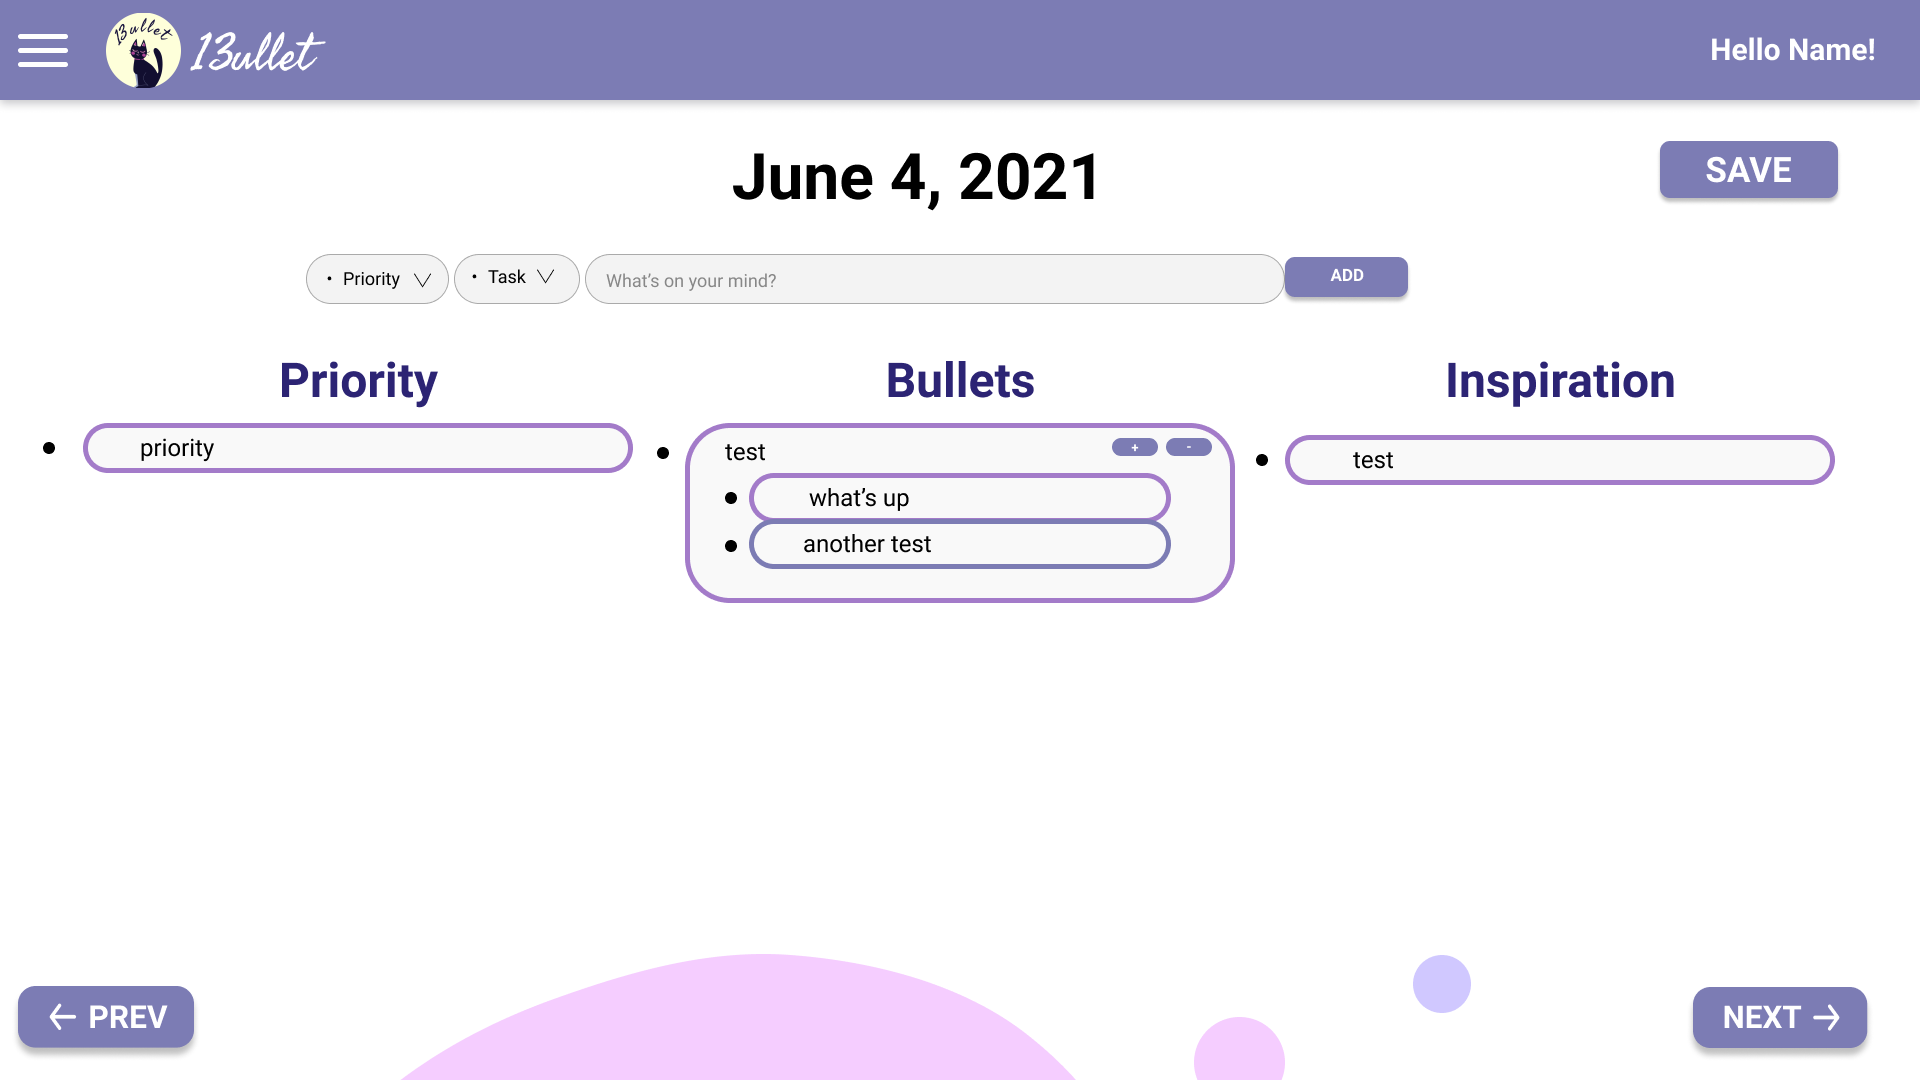 13ullet
13ullet
Hello Name!
June 4, 2021
SAVE
• Priority
• Task
What's on your mind?
ADD
Priority
Bullets
Inspiration
• priority
• test
+
-
• what's up
• another test
• test
← PREV
NEXT →